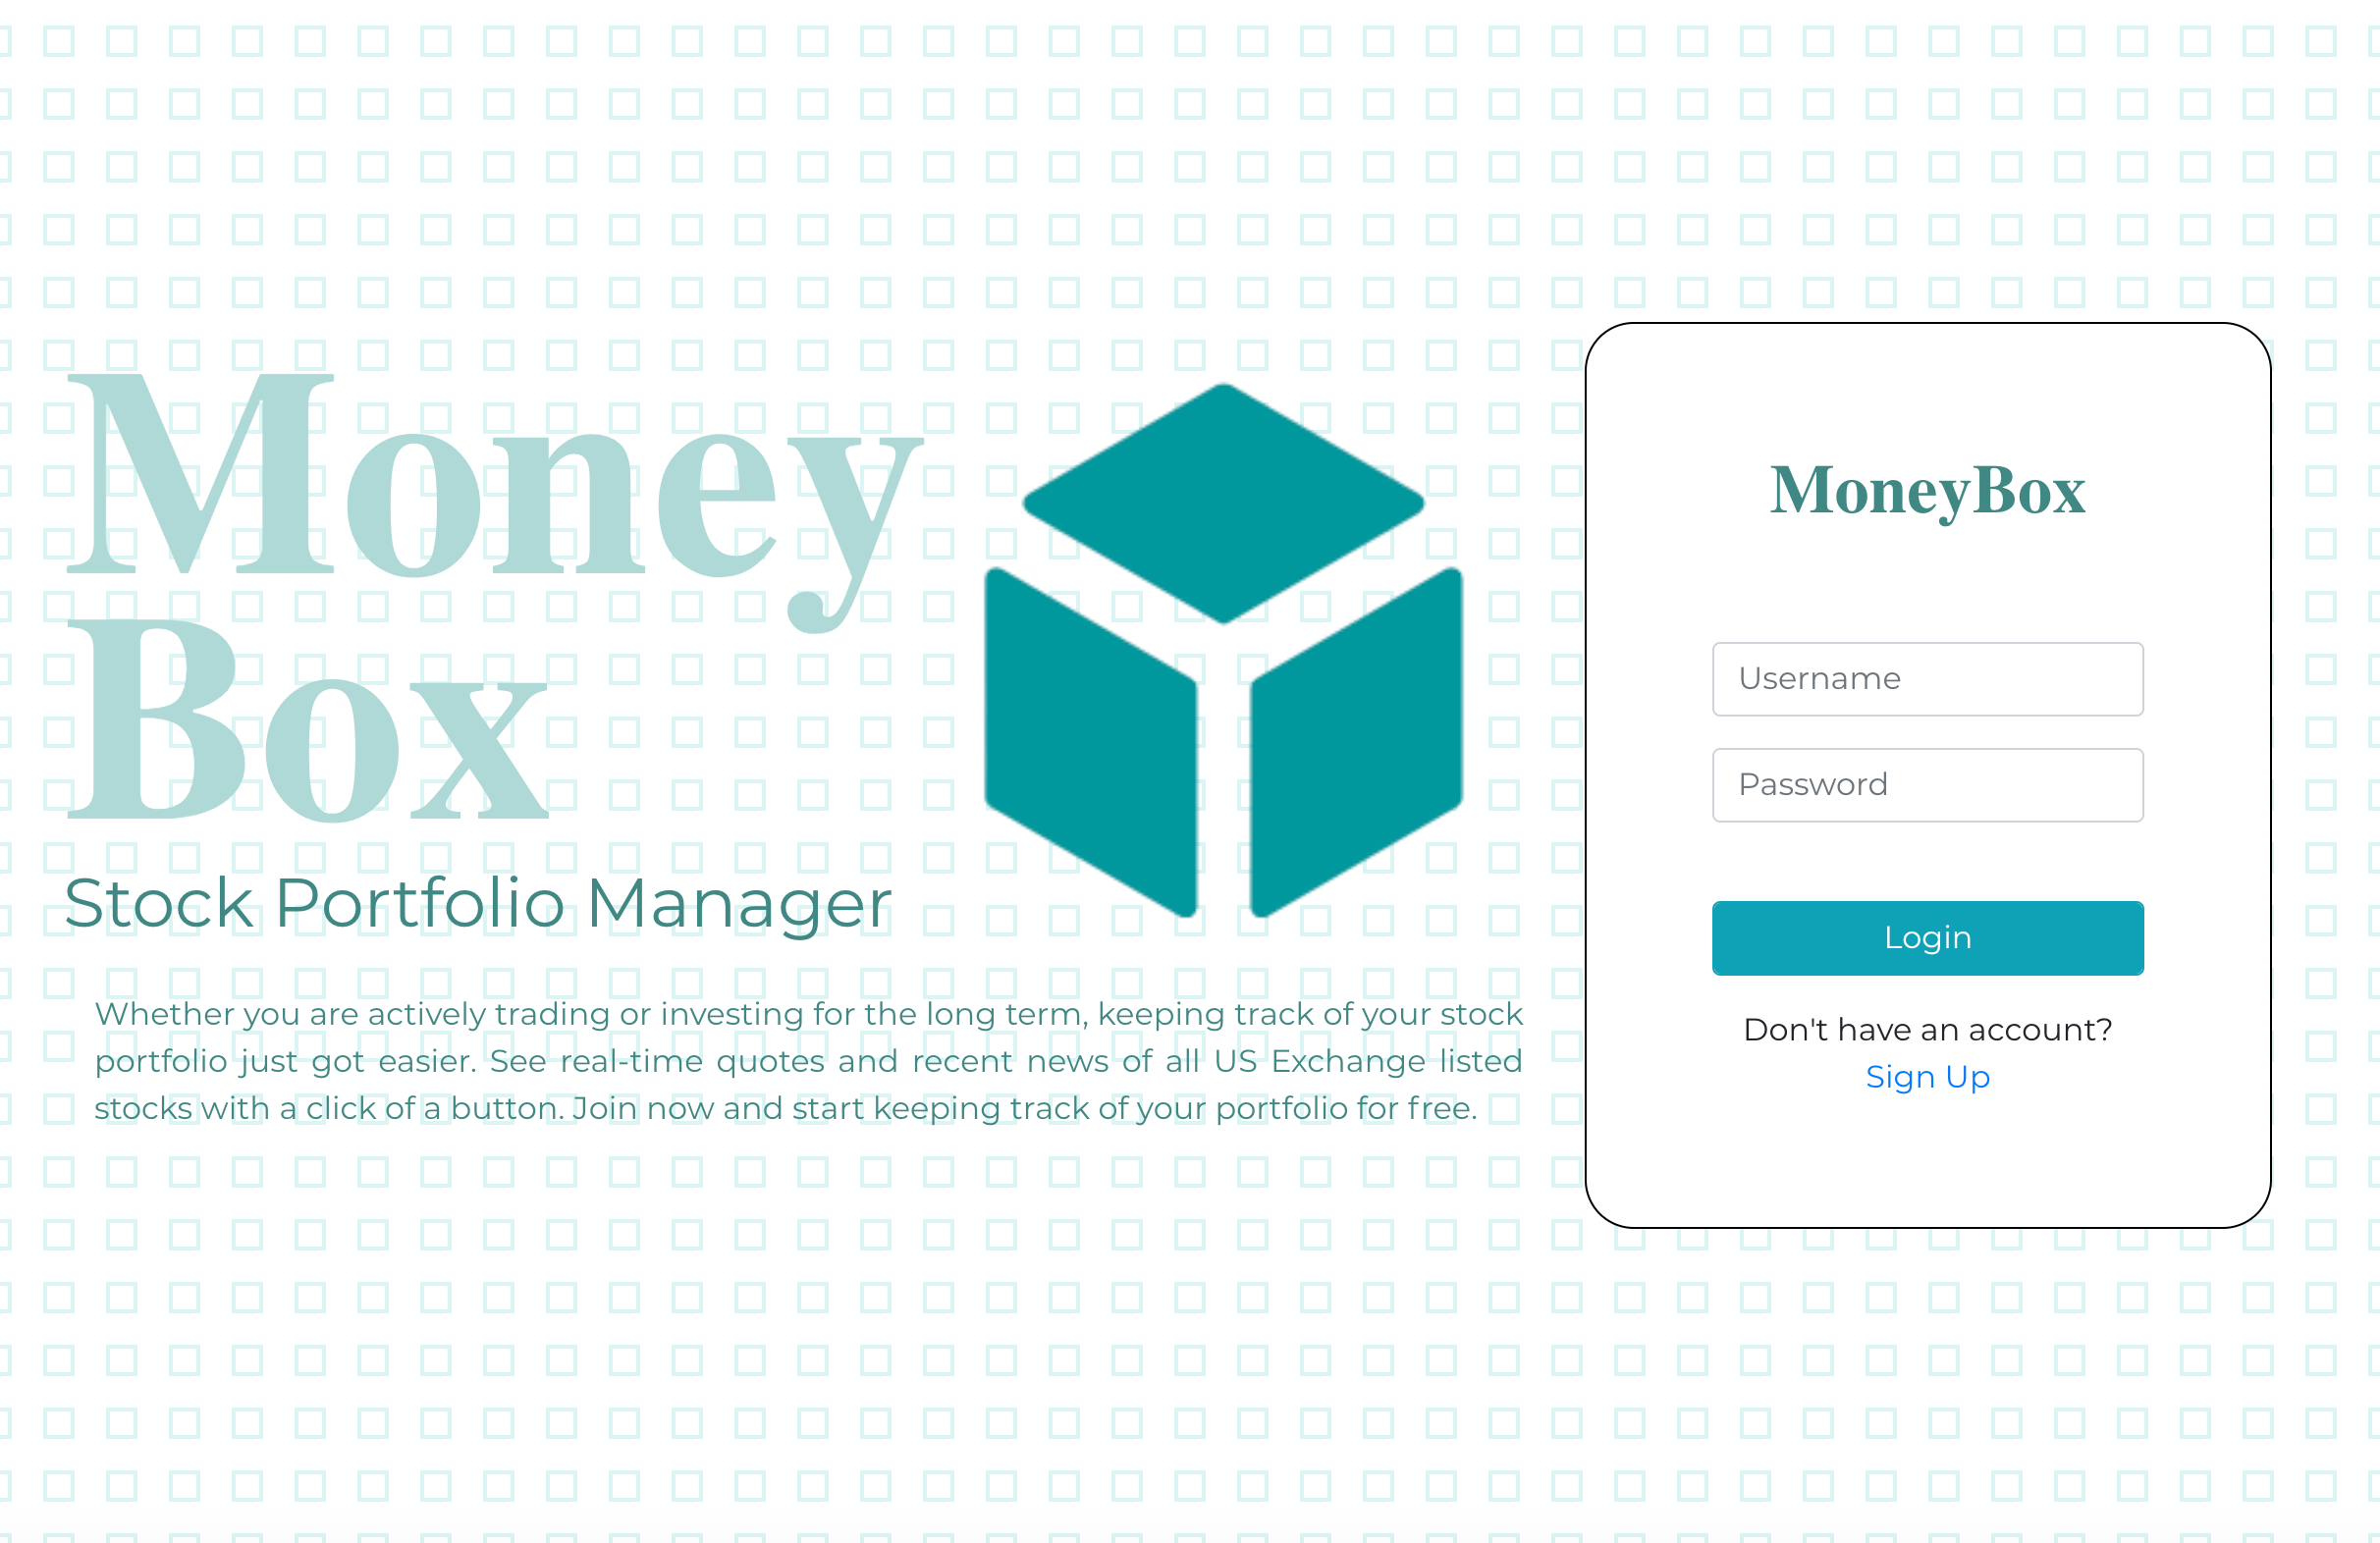 Money
Box
Stock Portfolio Manager
Whether you are actively trading or investing for the long term, keeping track of your stock
portfolio just got easier. See real-time quotes and recent news of all US Exchange listed
stocks with a click of a button. Join now and start keeping track of your portfolio for free.
MoneyBox
Username
Password
Login
Don't have an account?
Sign Up